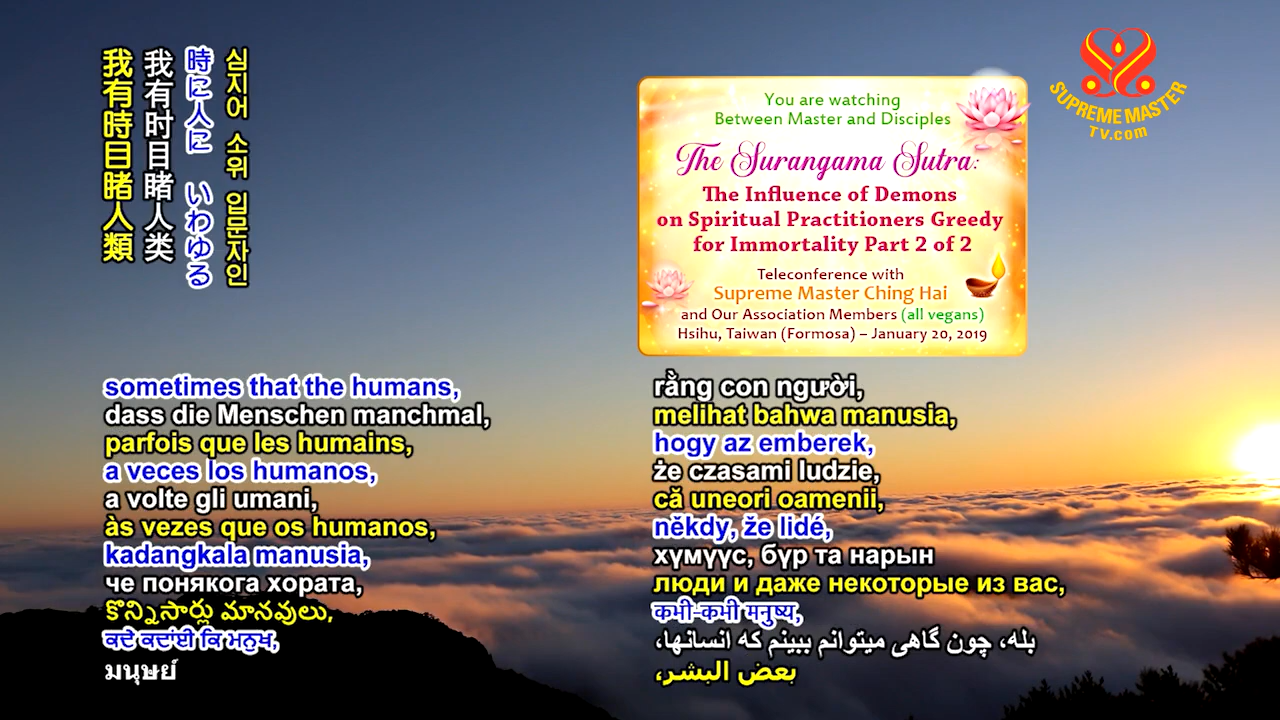 我有時目睹人類
我有时目睹人类
時に人に いわゆる
심지어 소위 입문자인
You are watching
Between Master and Disciples
The Surangama Sutra:
The Influence of Demons
on Spiritual Practitioners Greedy
for Immortality Part 2 of 2
Teleconference with
Supreme Master Ching Hai
and Our Association Members (all vegans)
Hsihu, Taiwan (Formosa) – January 20, 2019
SUPREME MASTER
TV.com
sometimes that the humans,
dass die Menschen manchmal,
parfois que les humains,
a veces los humanos,
a volte gli umani,
às vezes que os humanos,
kadangkala manusia,
че понякога хората,
కొన్నిసార్లు మానవులు,
ਕਦੇ ਕਦਾਂਈ ਕਿ ਮਨੁਖ,
มนุษย์
rằng con người,
melihat bahwa manusia,
hogy az emberek,
że czasami ludzie,
că uneori oamenii,
někdy, že lidé,
хүмүүс, бүр та нарын
люди и даже некоторые из вас,
कभी-कभी मनुष्य,
بله، چون گاهی میتوانم ببینم که انسانها،
بعض البشر،